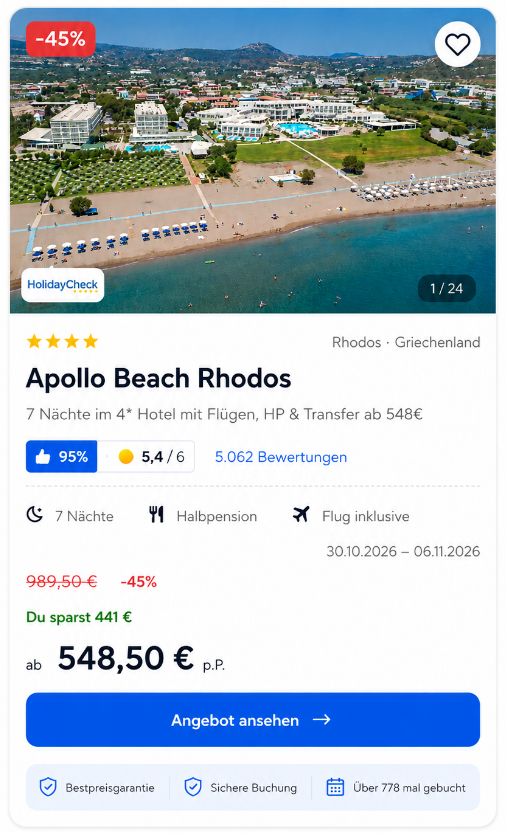 -45%
HolidayCheck
1 / 24
Rhodos · Griechenland
Apollo Beach Rhodos
7 Nächte im 4* Hotel mit Flügen, HP & Transfer ab 548€
95% 5,4 / 6 5.062 Bewertungen
7 Nächte Halbpension Flug inklusive
30.10.2026 – 06.11.2026
989,50 € -45%
Du sparst 441 €
ab 548,50 € p.P.
Angebot ansehen →
Bestpreisgarantie Sichere Buchung Über 778 mal gebucht